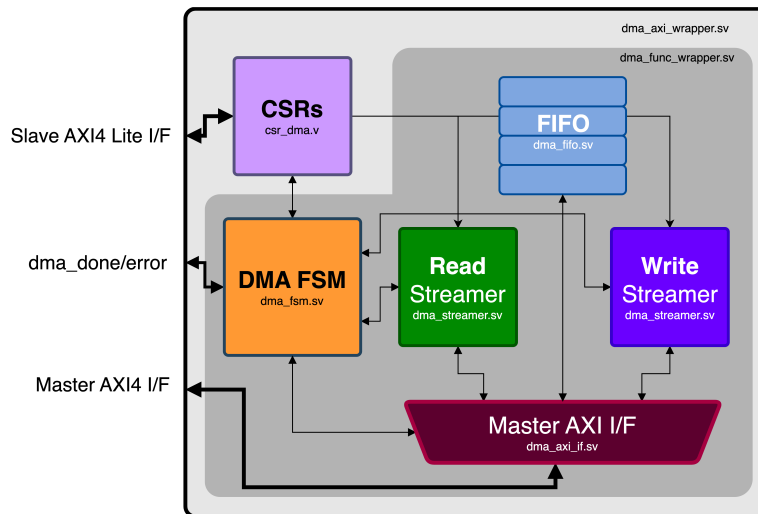 dma_axi_wrapper.sv
dma_func_wrapper.sv
CSRs
csr_dma.v
FIFO
dma_fifo.sv
Slave AXI4 Lite I/F
dma_done/error
DMA FSM
dma_fsm.sv
Read
Streamer
dma_streamer.sv
Write
Streamer
dma_streamer.sv
Master AXI4 I/F
Master AXI I/F
dma_axi_if.sv